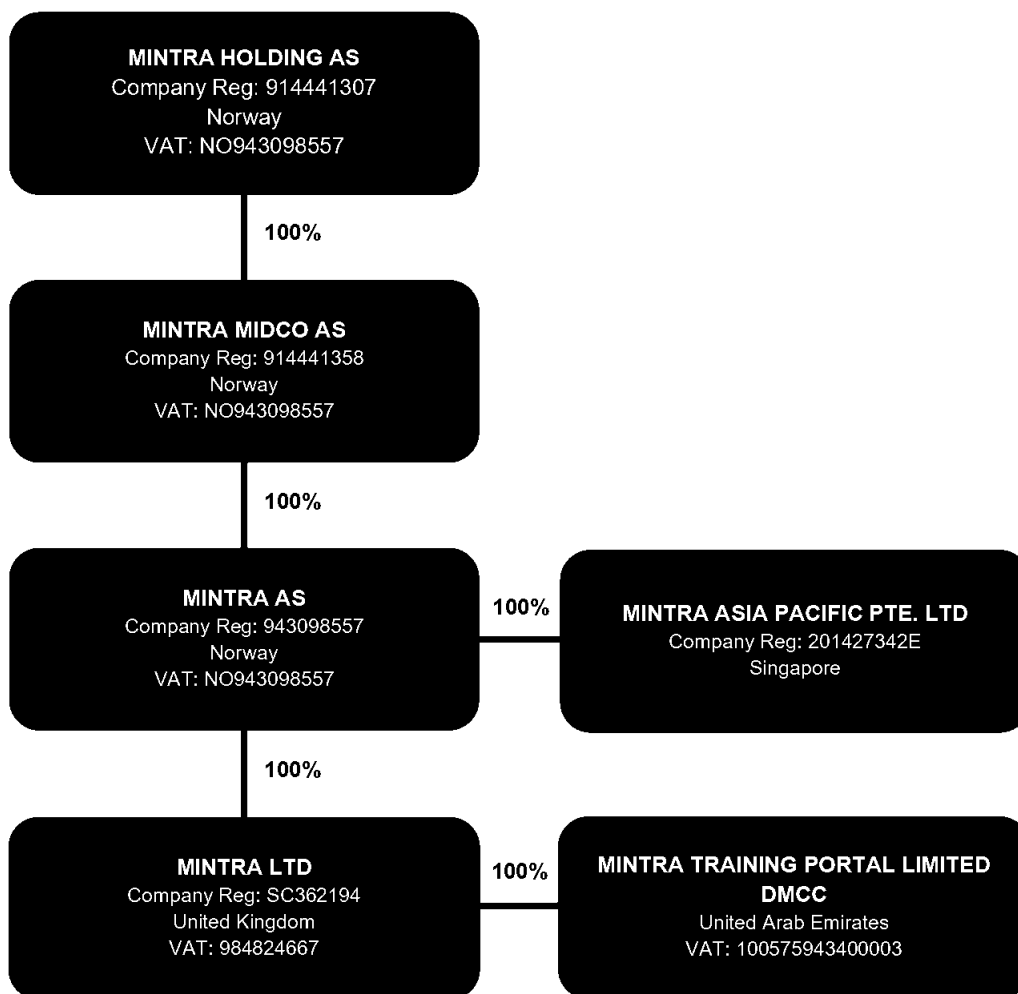 MINTRA HOLDING AS
Company Reg: 914441307
Norway
VAT: NO943098557
100%
MINTRA MIDCO AS
Company Reg: 914441358
Norway
VAT: NO943098557
100%
MINTRA AS
Company Reg: 943098557
Norway
VAT: NO943098557
100%
MINTRA ASIA PACIFIC PTE. LTD
Company Reg: 201427342E
Singapore
100%
MINTRA LTD
Company Reg: SC362194
United Kingdom
VAT: 984824667
100%
MINTRA TRAINING PORTAL LIMITED
DMCC
United Arab Emirates
VAT: 100575943400003